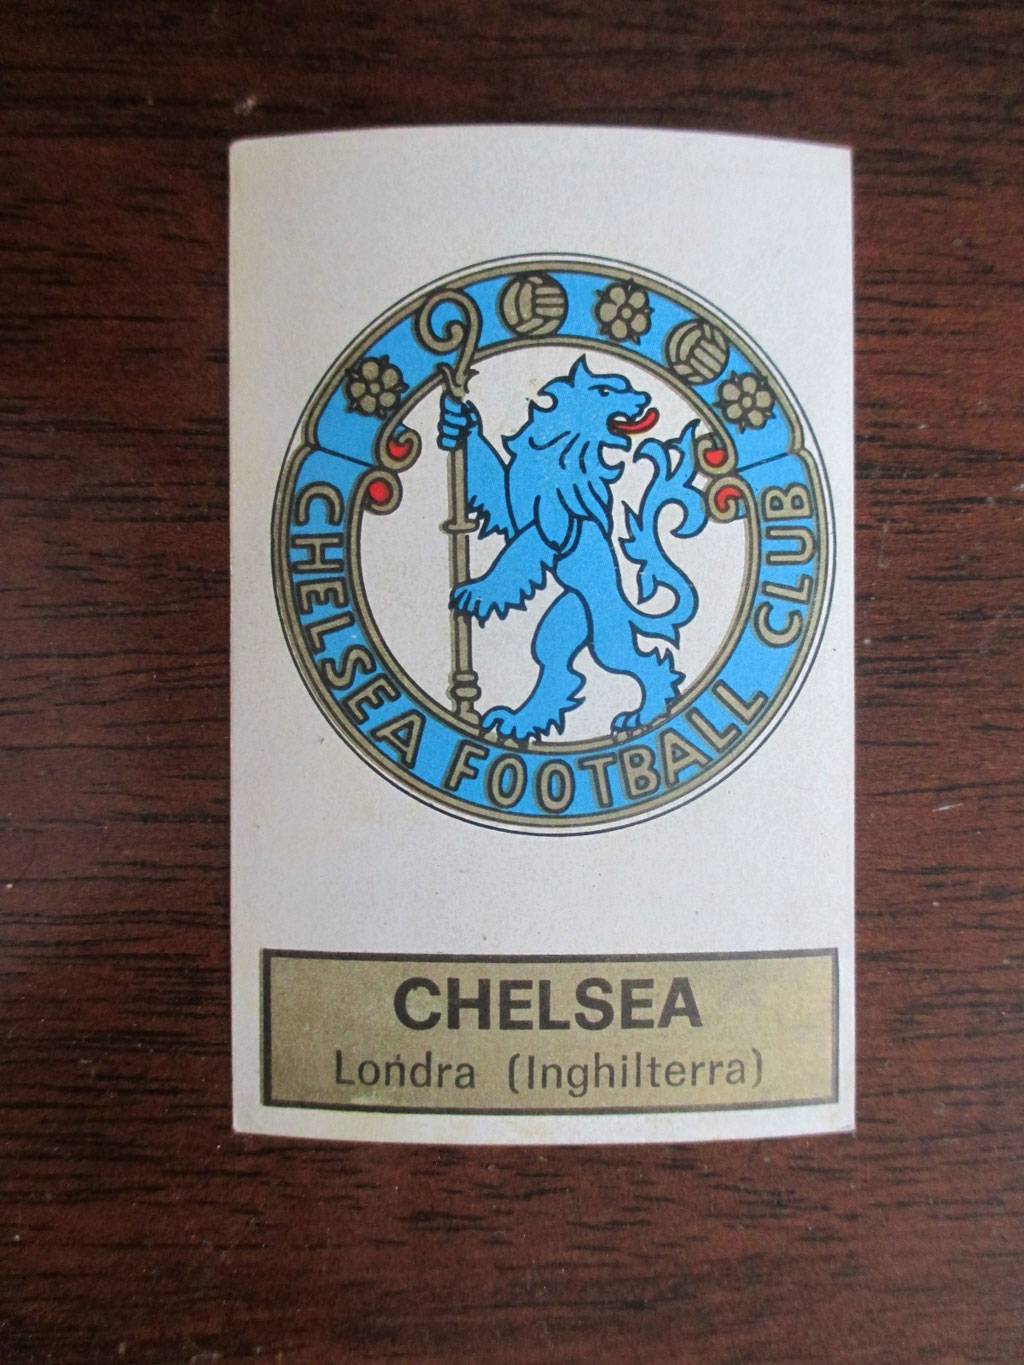 CHELSEA FOOTBALL CLUB
CHELSEA
Londra (Inghilterra)